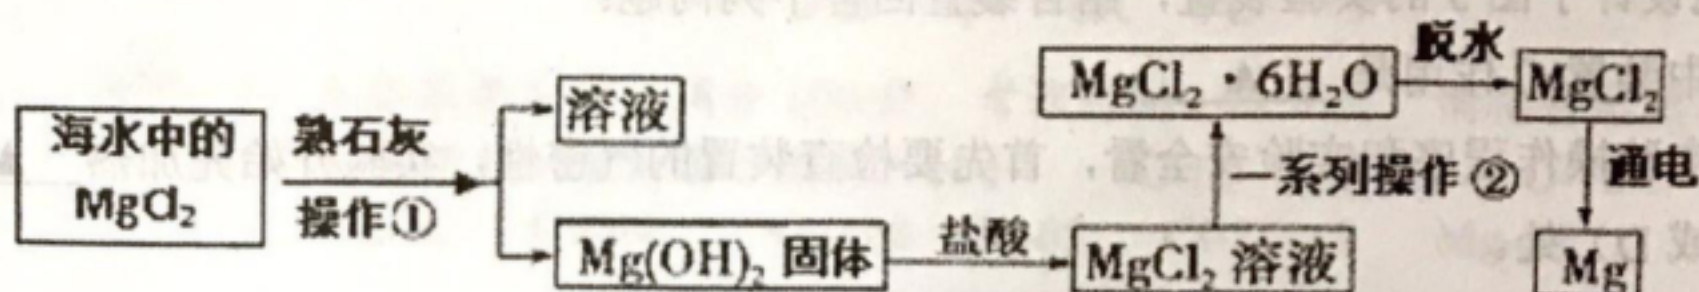 海水中的
MgCl₂
熟石灰
操作①
溶液
Mg(OH)₂ 固体
盐酸
MgCl₂ 溶液
一系列操作②
MgCl₂·6H₂O
脱水
MgCl₂
通电
Mg